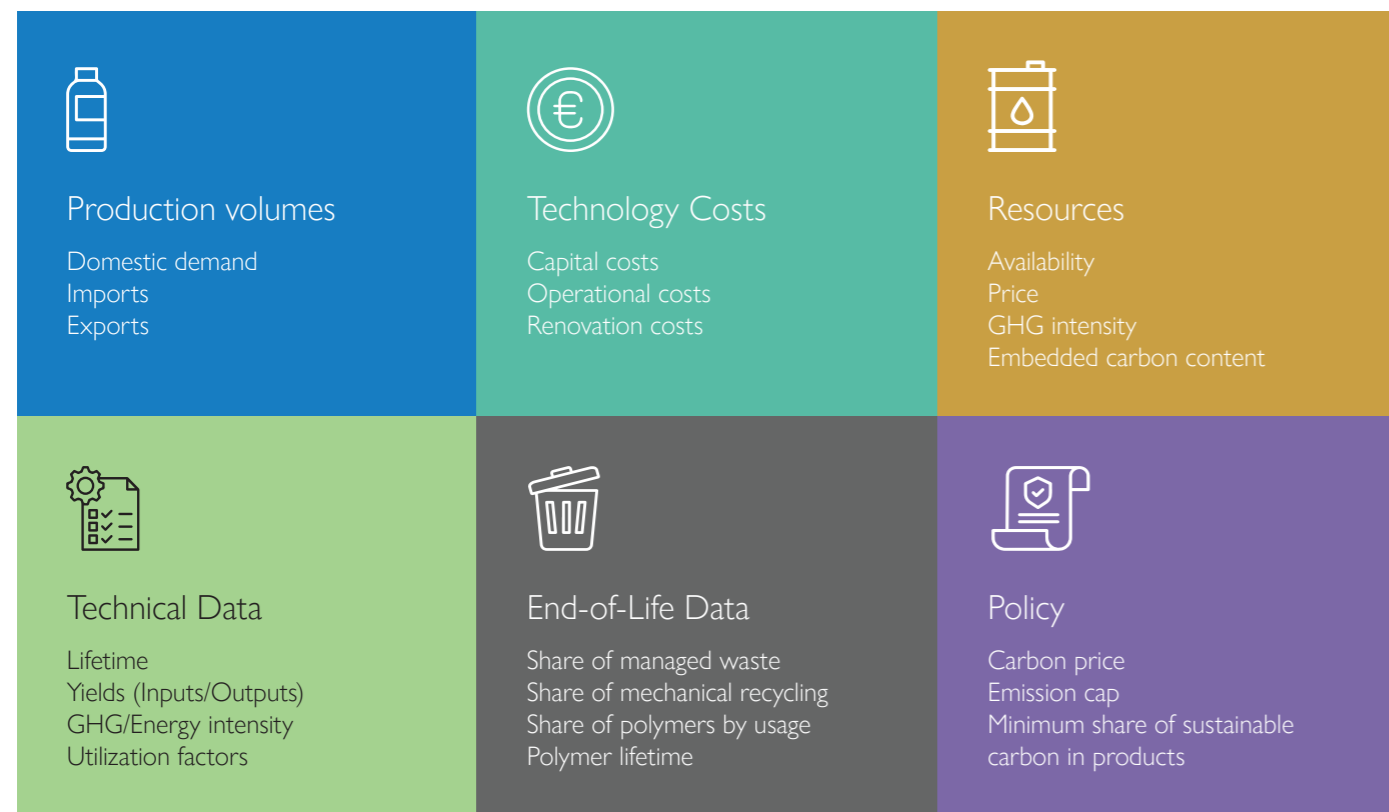 €
Production volumes
Domestic demand
Imports
Exports
Technology Costs
Capital costs
Operational costs
Renovation costs
Resources
Availability
Price
GHG intensity
Embedded carbon content
Technical Data
Lifetime
Yields (Inputs/Outputs)
GHG/Energy intensity
Utilization factors
End-of-Life Data
Share of managed waste
Share of mechanical recycling
Share of polymers by usage
Polymer lifetime
Policy
Carbon price
Emission cap
Minimum share of sustainable
carbon in products